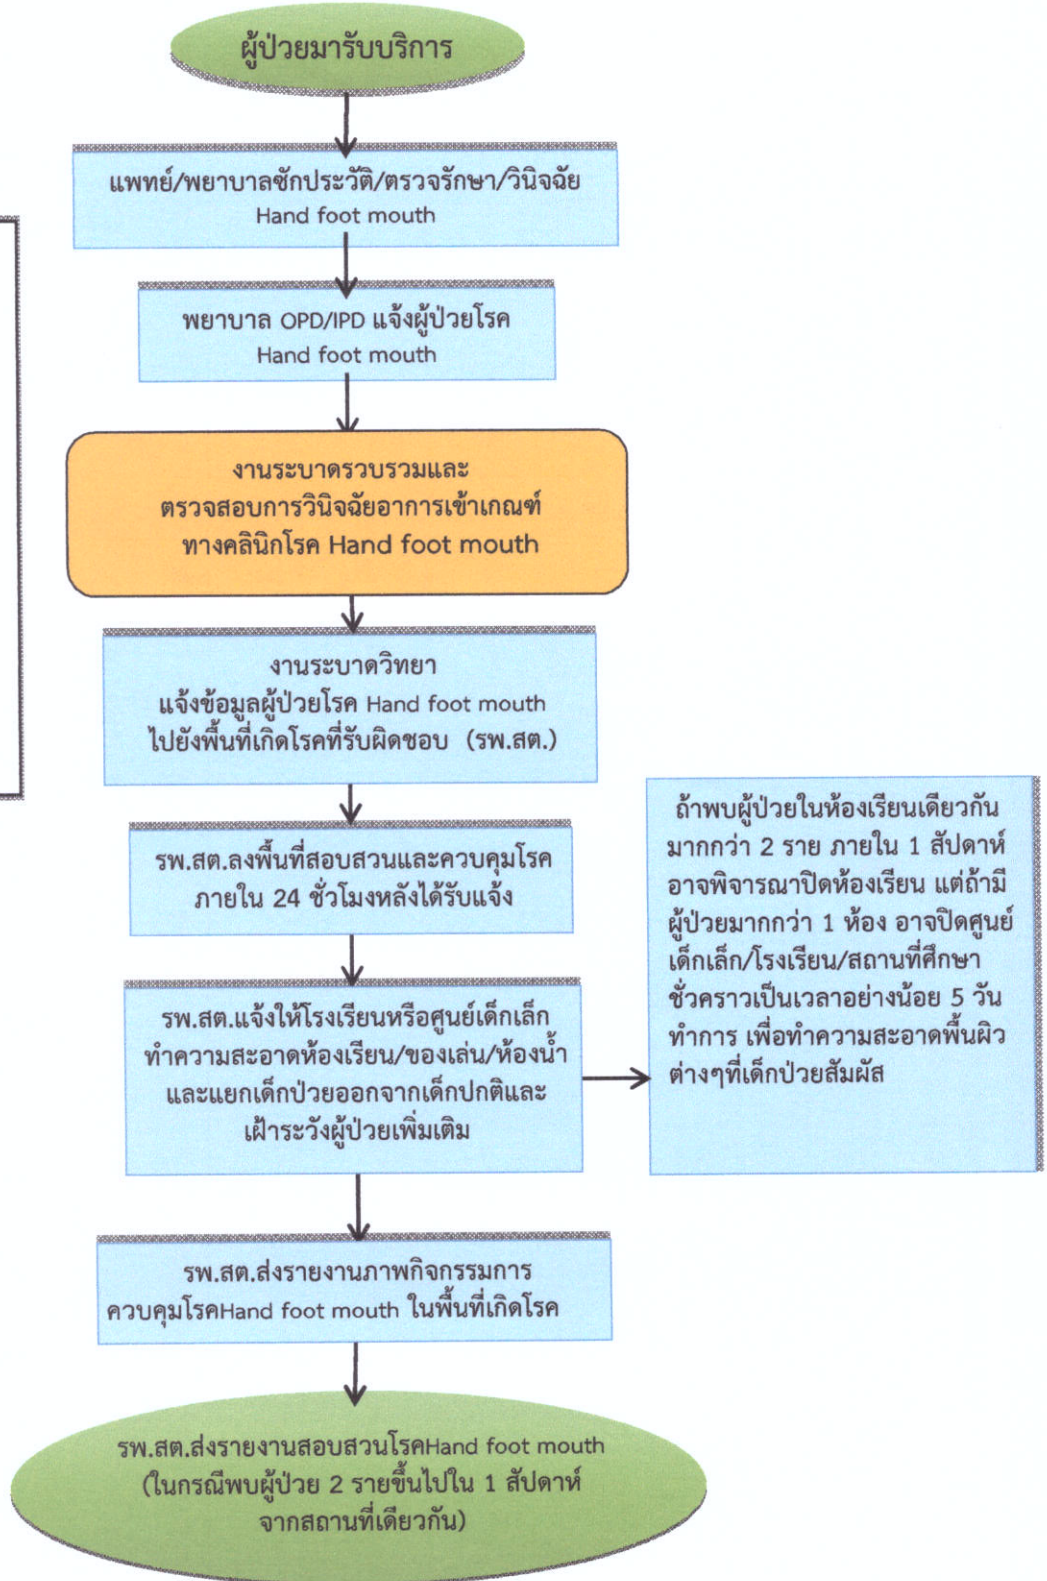 ผู้ป่วยมารับบริการ
แพทย์/พยาบาลซักประวัติ/ตรวจรักษา/วินิจฉัย
Hand foot mouth
พยาบาล OPD/IPD แจ้งผู้ป่วยโรค
Hand foot mouth
งานระบาดรวบรวมและ
ตรวจสอบการวินิจฉัยอาการเข้าเกณฑ์
ทางคลินิกโรค Hand foot mouth
งานระบาดวิทยา
แจ้งข้อมูลผู้ป่วยโรค Hand foot mouth
ไปยังพื้นที่เกิดโรคที่รับผิดชอบ (รพ.สต.)
รพ.สต.ลงพื้นที่สอบสวนและควบคุมโรค
ภายใน 24 ชั่วโมงหลังได้รับแจ้ง
รพ.สต.แจ้งให้โรงเรียนหรือศูนย์เด็กเล็ก
ทำความสะอาดห้องเรียน/ของเล่น/ห้องน้ำ
และแยกเด็กป่วยออกจากเด็กปกติและ
เฝ้าระวังผู้ป่วยเพิ่มเติม
ถ้าพบผู้ป่วยในห้องเรียนเดียวกัน
มากกว่า 2 ราย ภายใน 1 สัปดาห์
อาจพิจารณาปิดห้องเรียน แต่ถ้ามี
ผู้ป่วยมากกว่า 1 ห้อง อาจปิดศูนย์
เด็กเล็ก/โรงเรียน/สถานที่ศึกษา
ชั่วคราวเป็นเวลาอย่างน้อย 5 วัน
ทำการ เพื่อทำความสะอาดพื้นผิว
ต่างๆที่เด็กป่วยสัมผัส
รพ.สต.ส่งรายงานภาพกิจกรรมการ
ควบคุมโรคHand foot mouth ในพื้นที่เกิดโรค
รพ.สต.ส่งรายงานสอบสวนโรคHand foot mouth
(ในกรณีพบผู้ป่วย 2 รายขึ้นไปใน 1 สัปดาห์
จากสถานที่เดียวกัน)